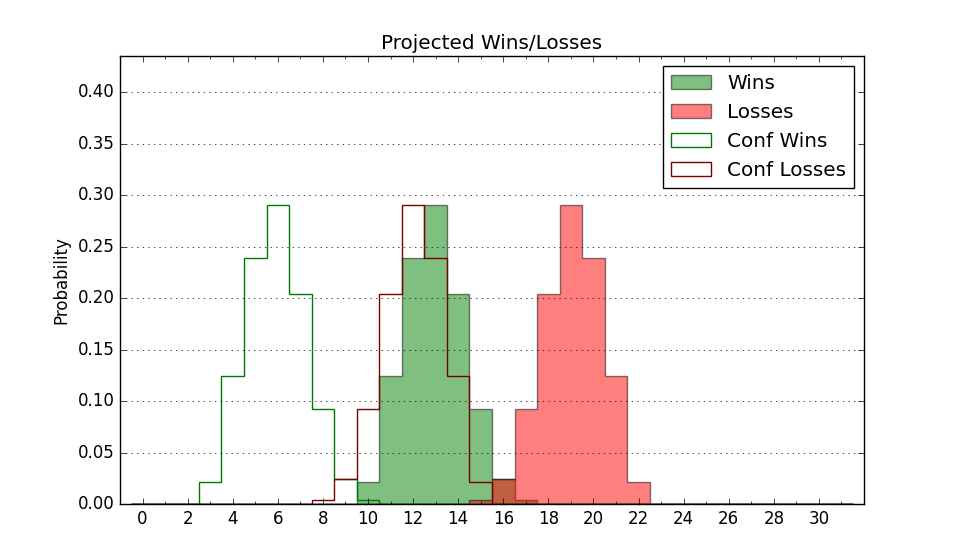 Projected Wins/Losses
Wins
Losses
Conf Wins
Conf Losses
Probability
0.40
0.35
0.30
0.25
0.20
0.15
0.10
0.05
0.00
0 2 4 6 8 10 12 14 16 18 20 22 24 26 28 30